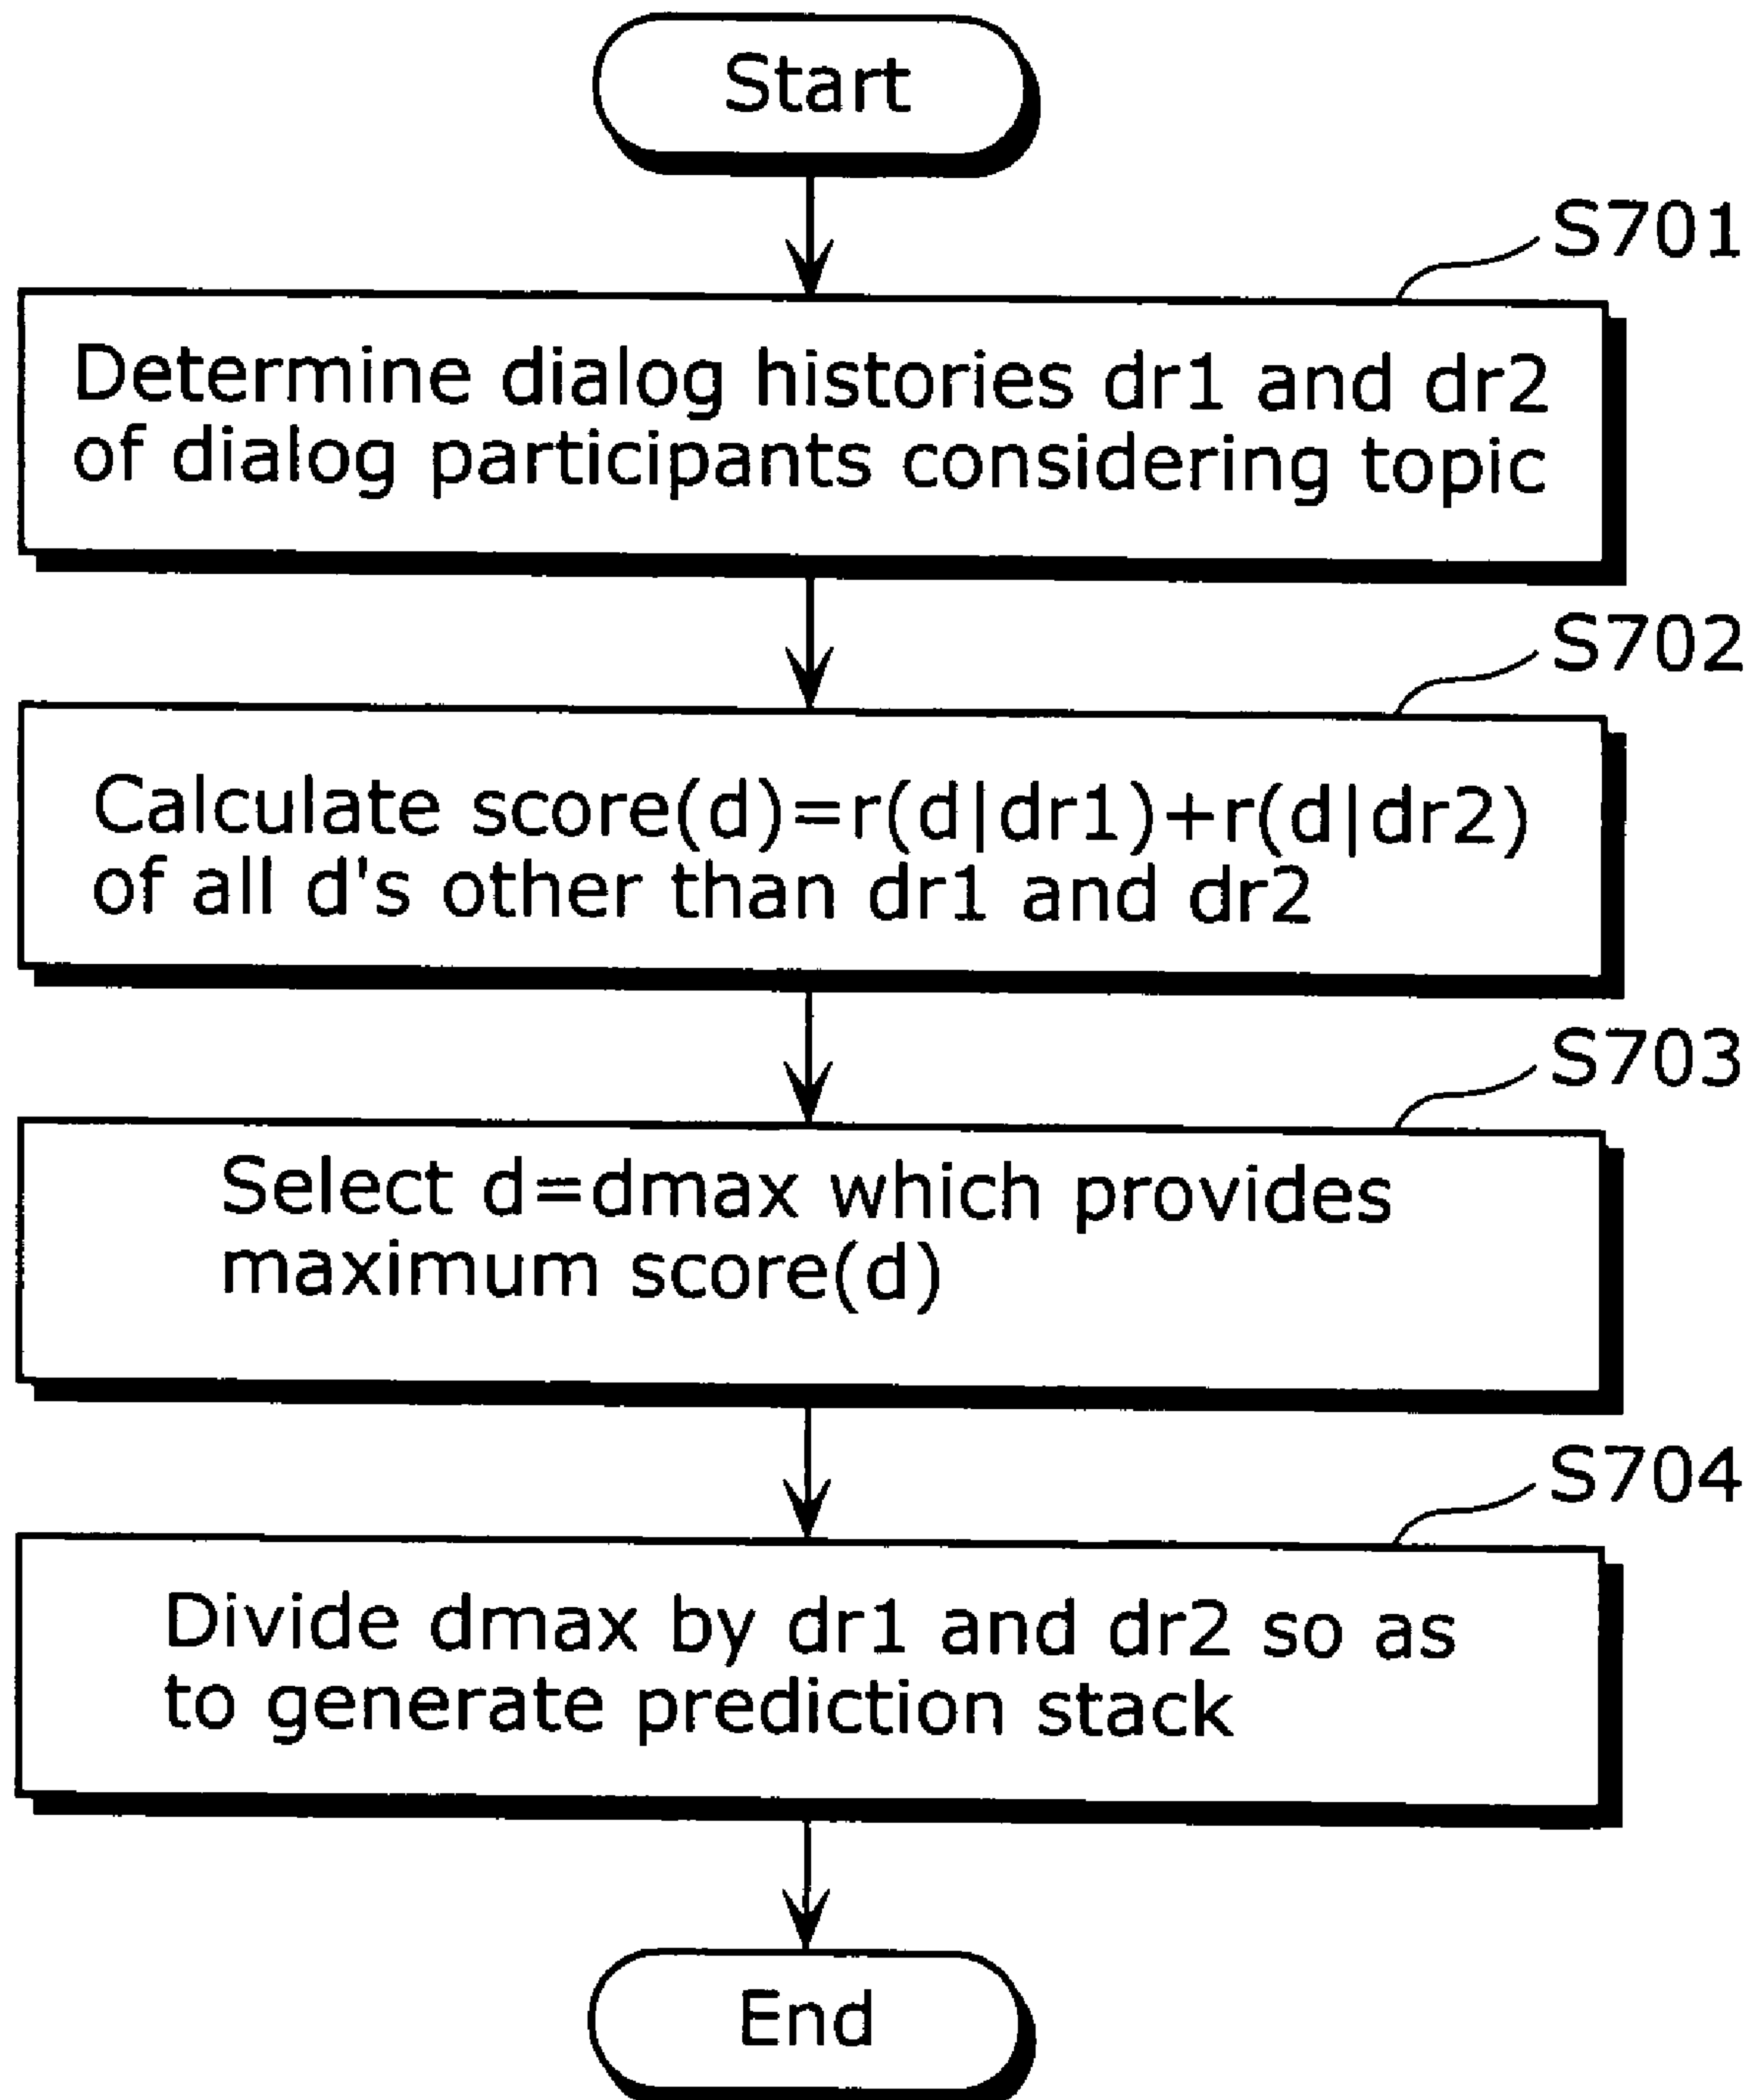 Start
S701
Determine dialog histories dr1 and dr2
of dialog participants considering topic
S702
Calculate score(d)=r(d|dr1)+r(d|dr2)
of all d's other than dr1 and dr2
S703
Select d=dmax which provides
maximum score(d)
S704
Divide dmax by dr1 and dr2 so as
to generate prediction stack
End